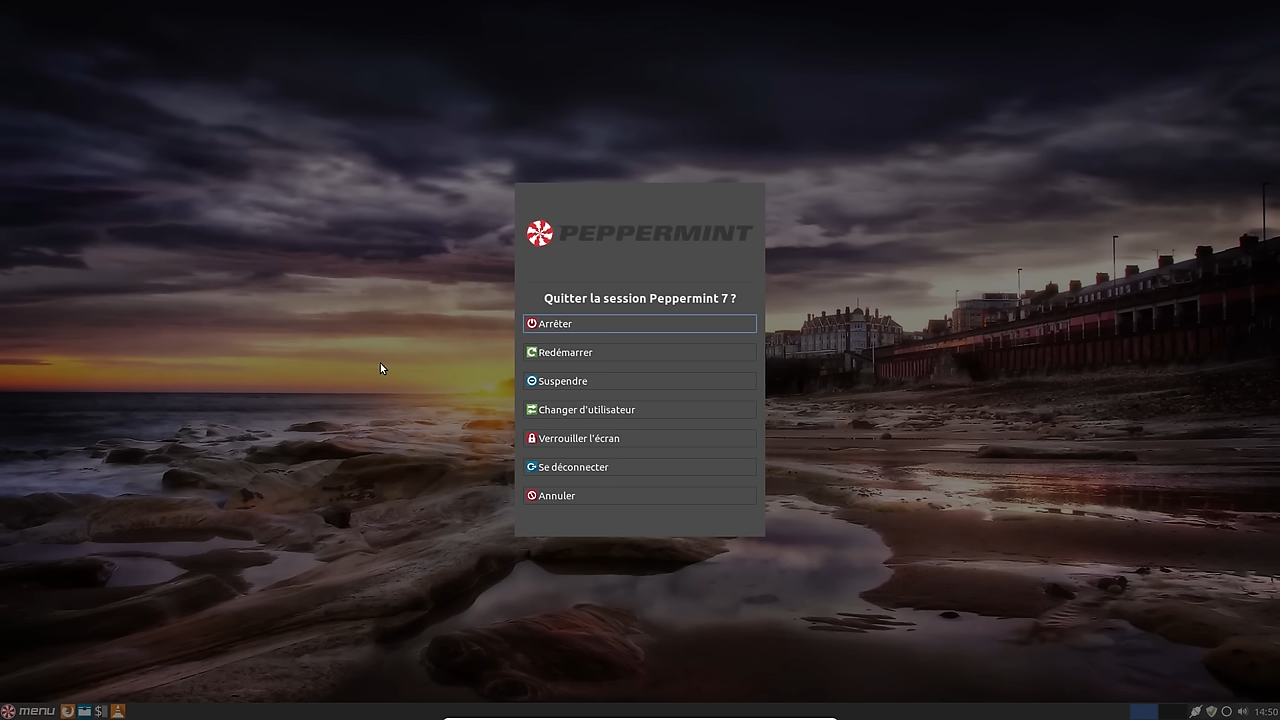 PEPPERMINT
Quitter la session Peppermint 7 ?
Arrêter
Redémarrer
Suspendre
Changer d'utilisateur
Verrouiller l'écran
Se déconnecter
Annuler
menu
$
14:50